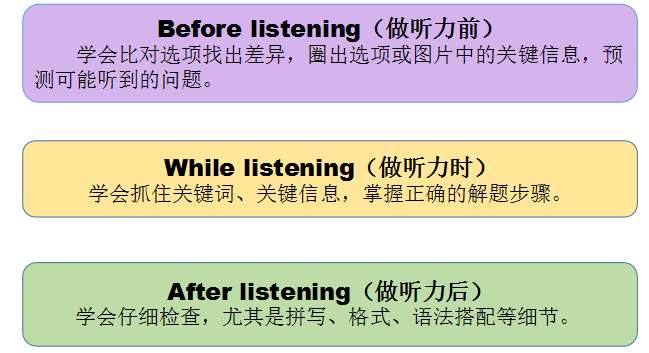 Before listening（做听力前）
学会比对选项找出差异，圈出选项或图片中的关键信息，预
测可能听到的问题。
While listening（做听力时）
学会抓住关键词、关键信息，掌握正确的解题步骤。
After listening（做听力后）
学会仔细检查，尤其是拼写、格式、语法搭配等细节。